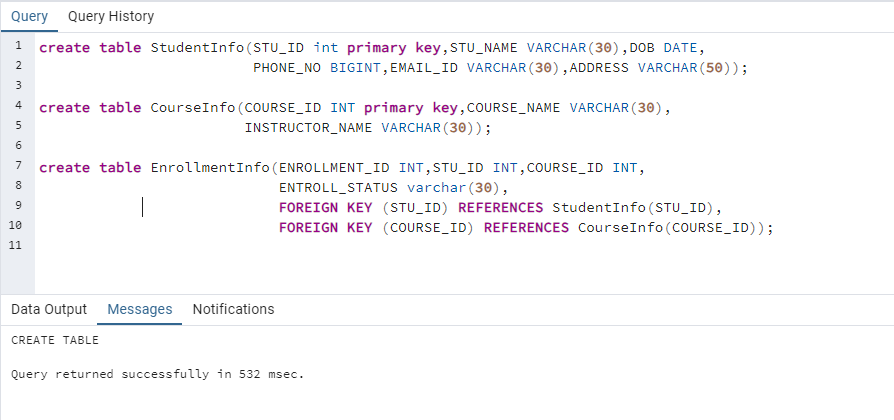 Query Query History
1 create table StudentInfo(STU_ID int primary key,STU_NAME VARCHAR(30),DOB DATE,
2 PHONE_NO BIGINT,EMAIL_ID VARCHAR(30),ADDRESS VARCHAR(50));
3
4 create table CourseInfo(COURSE_ID INT primary key,COURSE_NAME VARCHAR(30),
5 INSTRUCTOR_NAME VARCHAR(30));
6
7 create table EnrollmentInfo(ENROLLMENT_ID INT,STU_ID INT,COURSE_ID INT,
8 ENTROLL_STATUS varchar(30),
9 FOREIGN KEY (STU_ID) REFERENCES StudentInfo(STU_ID),
10 FOREIGN KEY (COURSE_ID) REFERENCES CourseInfo(COURSE_ID));
11
Data Output Messages Notifications
CREATE TABLE
Query returned successfully in 532 msec.